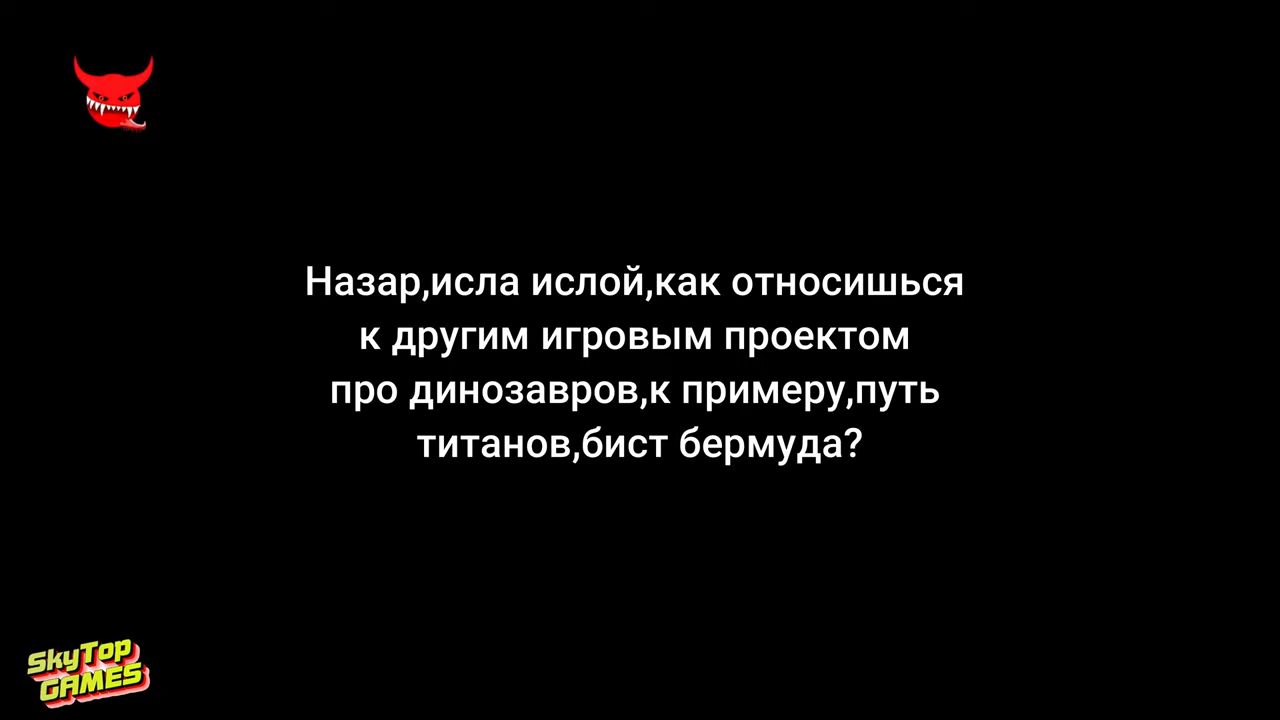 Назар,исла ислой,как относишься
к другим игровым проектом
про динозавров,к примеру,путь
титанов,бист бермуда?
SkyTop
GAMES